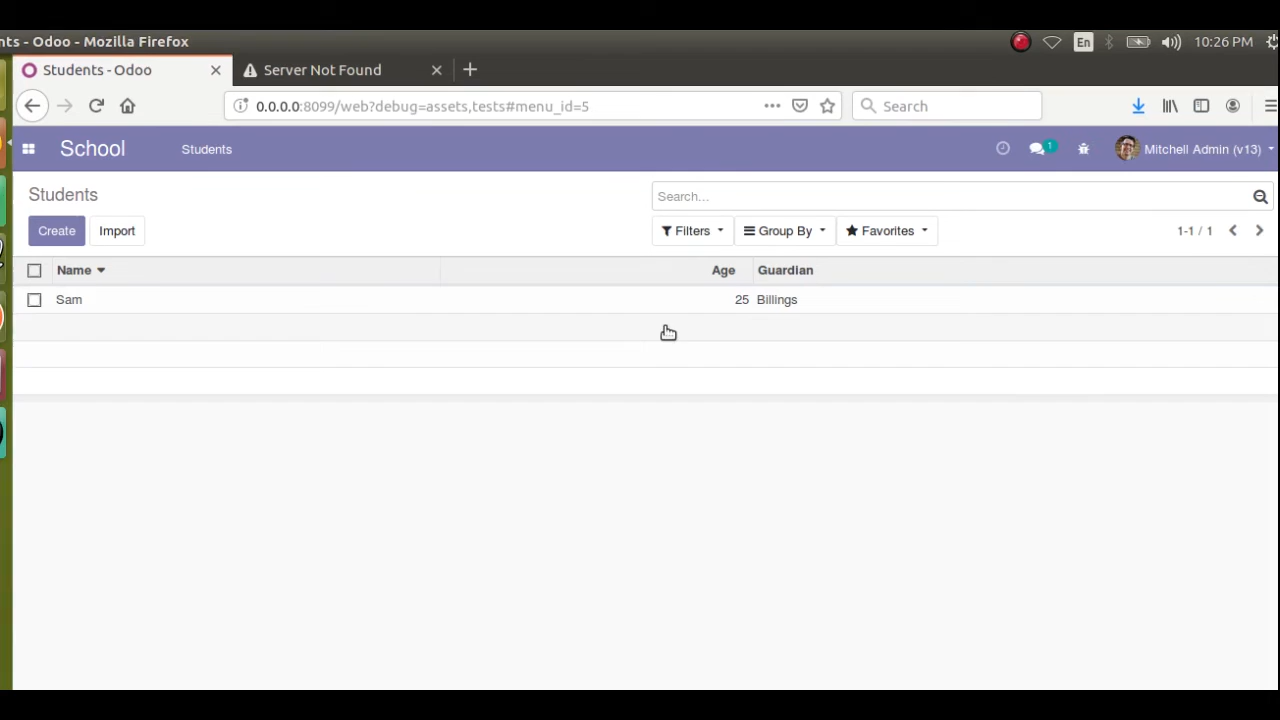 nts - Odoo - Mozilla Firefox En 10:26 PM
Students - Odoo Server Not Found
0.0.0.0:8099/web?debug=assets,tests#menu_id=5 Search
School Students 1 Mitchell Admin (v13)
Students Search...
Create Import Filters Group By Favorites 1-1 / 1
Name Age Guardian
Sam 25 Billings